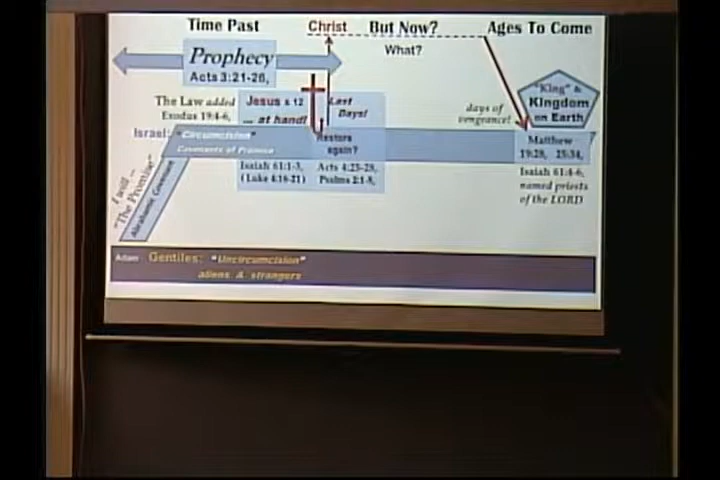 Time Past
Christ
But Now?
Ages To Come
What?
Prophecy
Acts 3:21-26,
"King" &
Kingdom
on Earth
The Law added
Exodus 19:4-6,
Jesus x 12
... at hand!
Last
Days!
days of
vengeance!
Israel:
"Circumcision"
Covenants of Promise
Restore
again?
Matthew
19:28, 25:34,
Isaiah 61:1-3,
(Luke 4:16-21)
Acts 4:25-28,
Psalms 2:1-8,
Isaiah 61:4-6,
named priests
of the LORD
I will ...
"The Promise"
Abrahamic Covenant
Adam
Gentiles: "Uncircumcision"
aliens & strangers